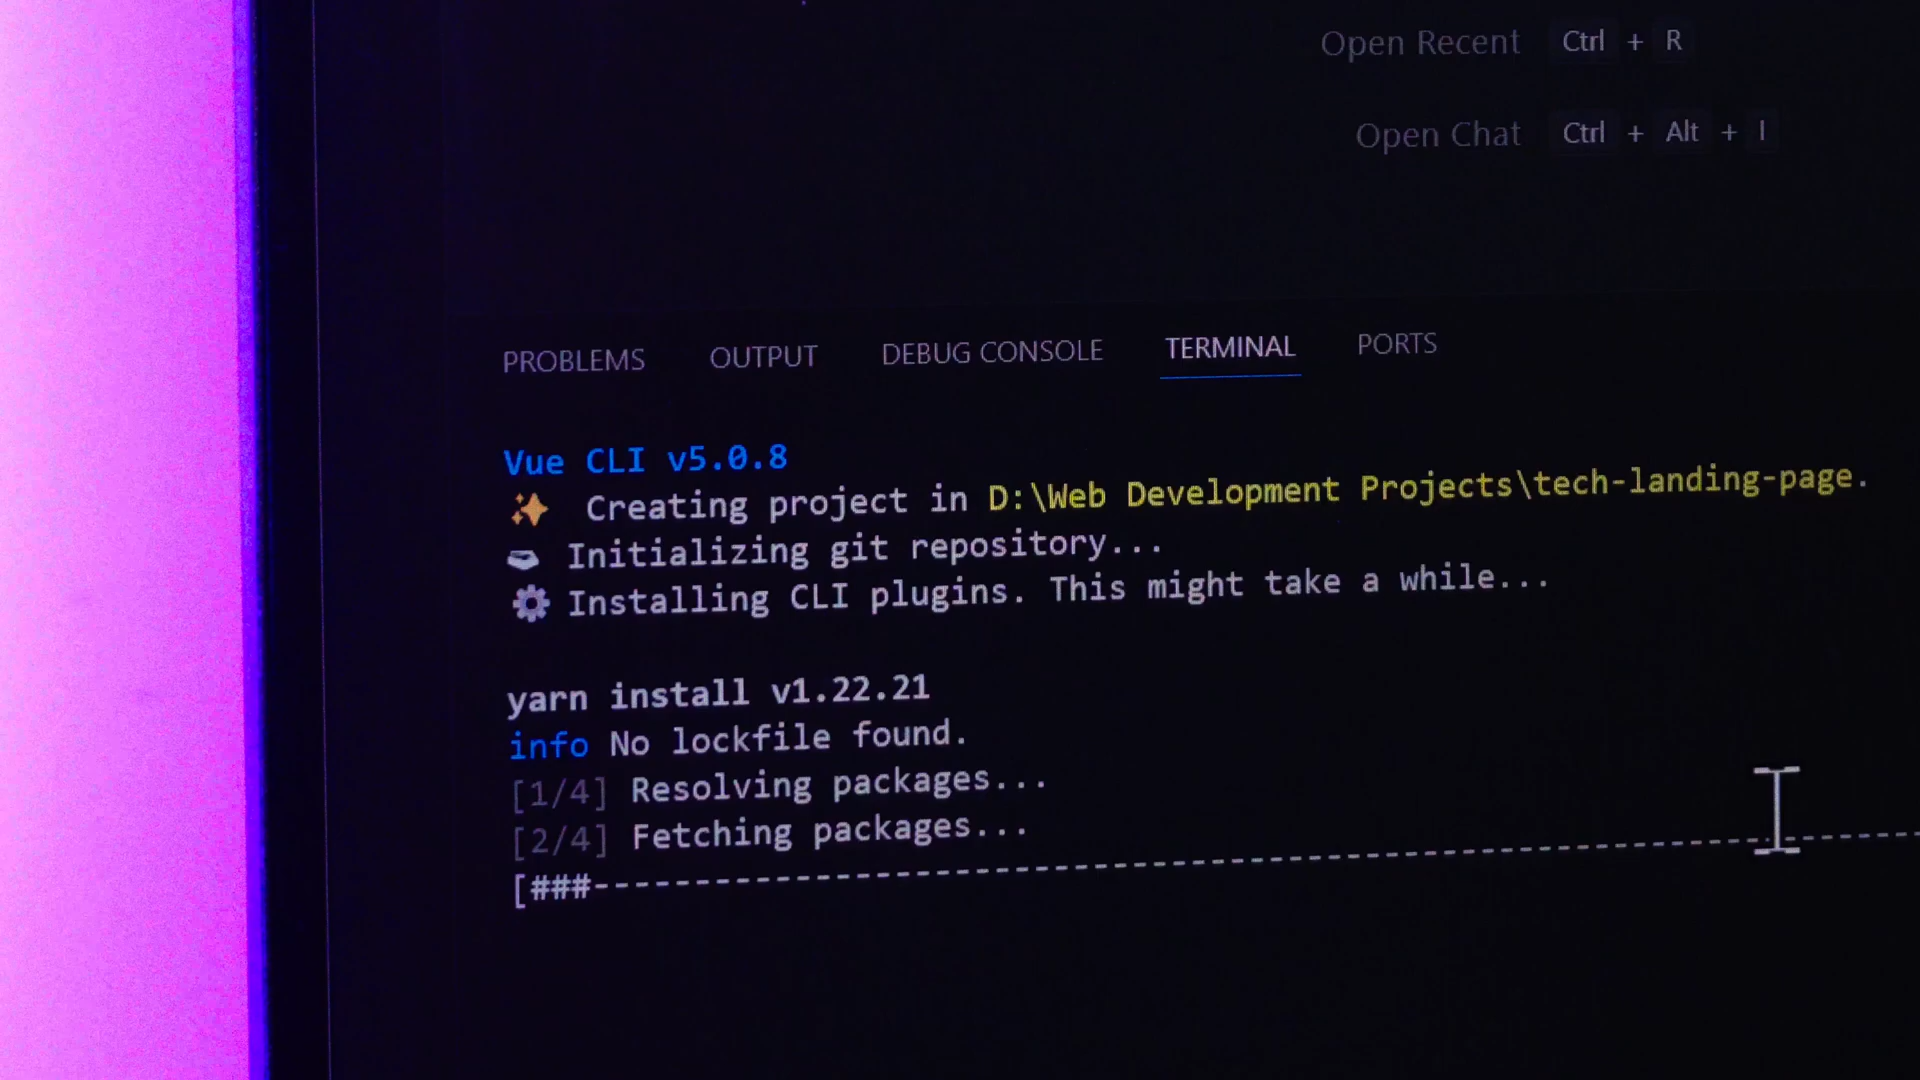 Open Recent Ctrl + R
Open Chat Ctrl + Alt + I
PROBLEMS OUTPUT DEBUG CONSOLE TERMINAL PORTS
Vue CLI v5.0.8
✨ Creating project in D:\Web Development Projects\tech-landing-page.
Initializing git repository...
⚙ Installing CLI plugins. This might take a while...
yarn install v1.22.21
info No lockfile found.
[1/4] Resolving packages...
[2/4] Fetching packages...
[###-----------------------------------------------------------------